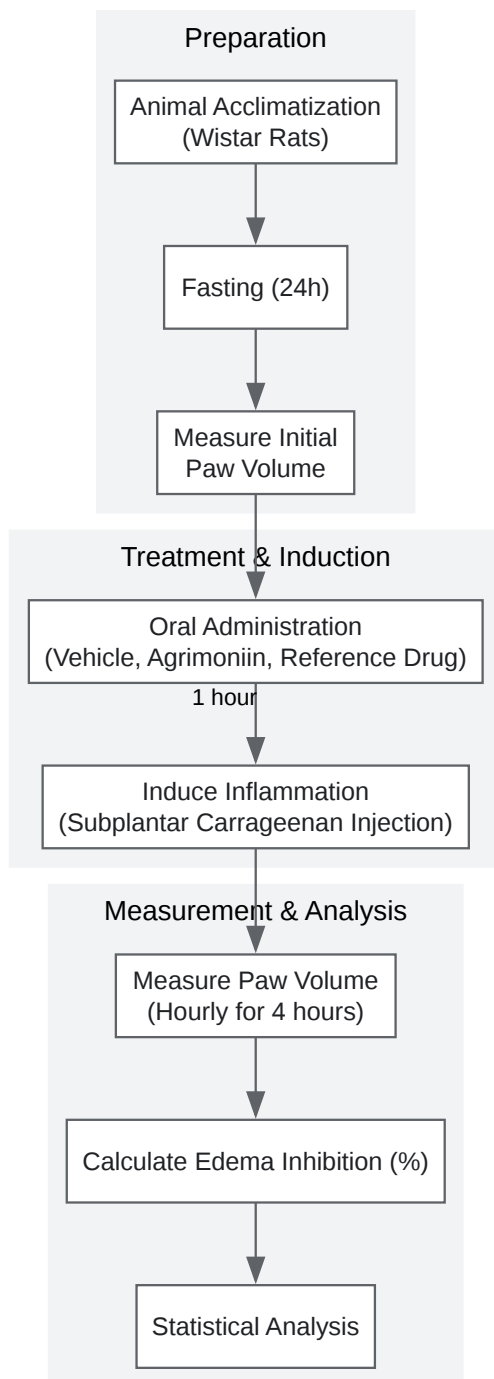 Preparation
Animal Acclimatization
(Wistar Rats)
Fasting (24h)
Measure Initial
Paw Volume
Treatment & Induction
Oral Administration
(Vehicle, Agrimoniin, Reference Drug)
1 hour
Induce Inflammation
(Subplantar Carrageenan Injection)
Measurement & Analysis
Measure Paw Volume
(Hourly for 4 hours)
Calculate Edema Inhibition (%)
Statistical Analysis